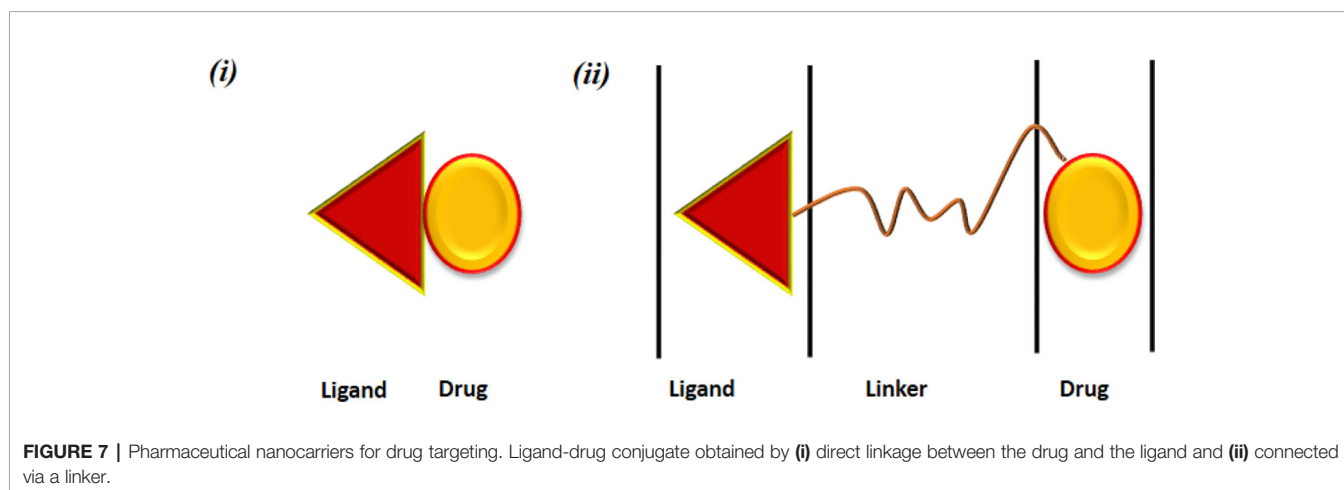 (i) (ii)
Ligand Drug Ligand Linker Drug
FIGURE 7 | Pharmaceutical nanocarriers for drug targeting. Ligand-drug conjugate obtained by (i) direct linkage between the drug and the ligand and (ii) connected
via a linker.